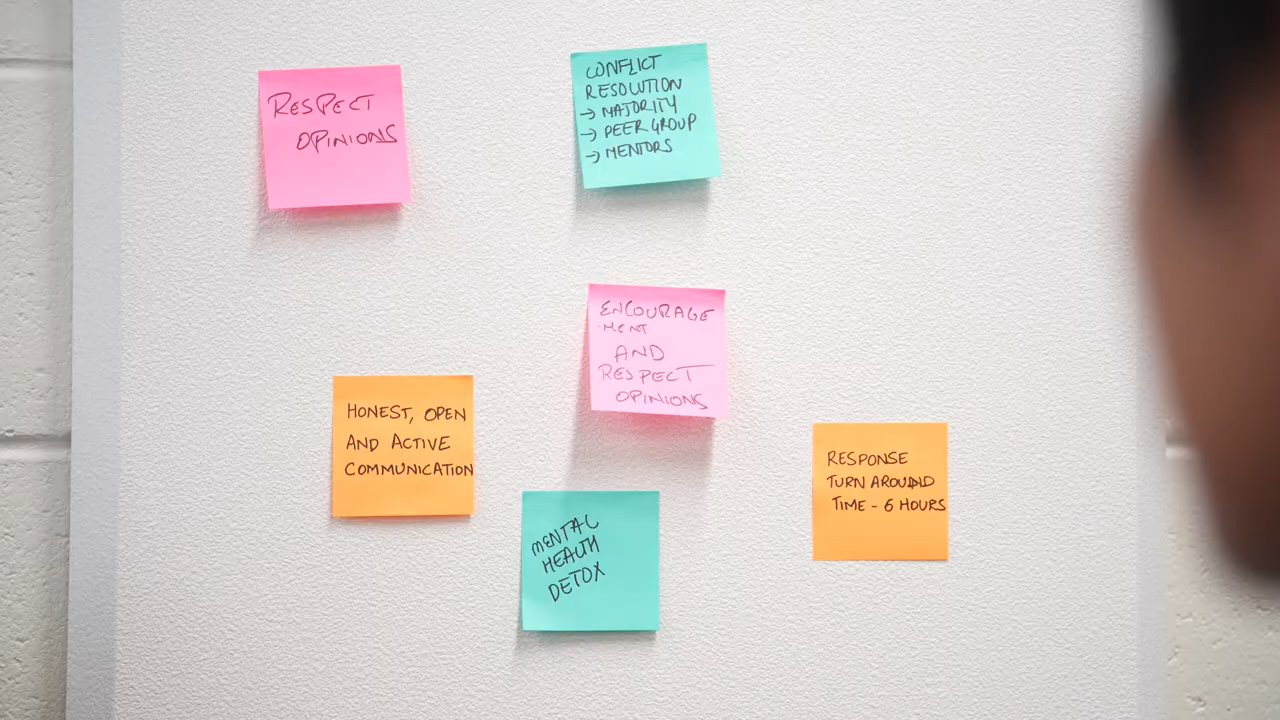 RESPECT
OPINIONS
CONFLICT
RESOLUTION
→ MAJORITY
→ PEER GROUP
→ MENTORS
ENCOURAGE
-MENT
AND
RESPECT
OPINIONS
HONEST, OPEN
AND ACTIVE
COMMUNICATION
RESPONSE
TURN AROUND
TIME - 6 HOURS
MENTAL
HEALTH
DETOX